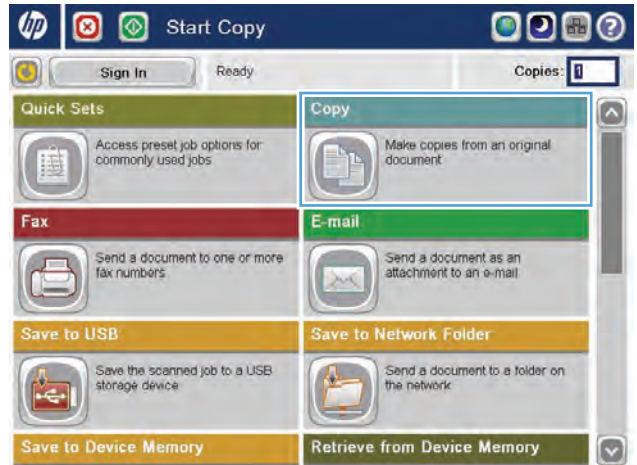 hp
Start Copy
?
Sign In
Ready
Copies: 1
Quick Sets
Access preset job options for
commonly used jobs
Copy
Make copies from an original
document
Fax
Send a document to one or more
fax numbers
E-mail
Send a document as an
attachment to an e-mail
Save to USB
Save the scanned job to a USB
storage device
Save to Network Folder
Send a document to a folder on
the network
Save to Device Memory
Retrieve from Device Memory